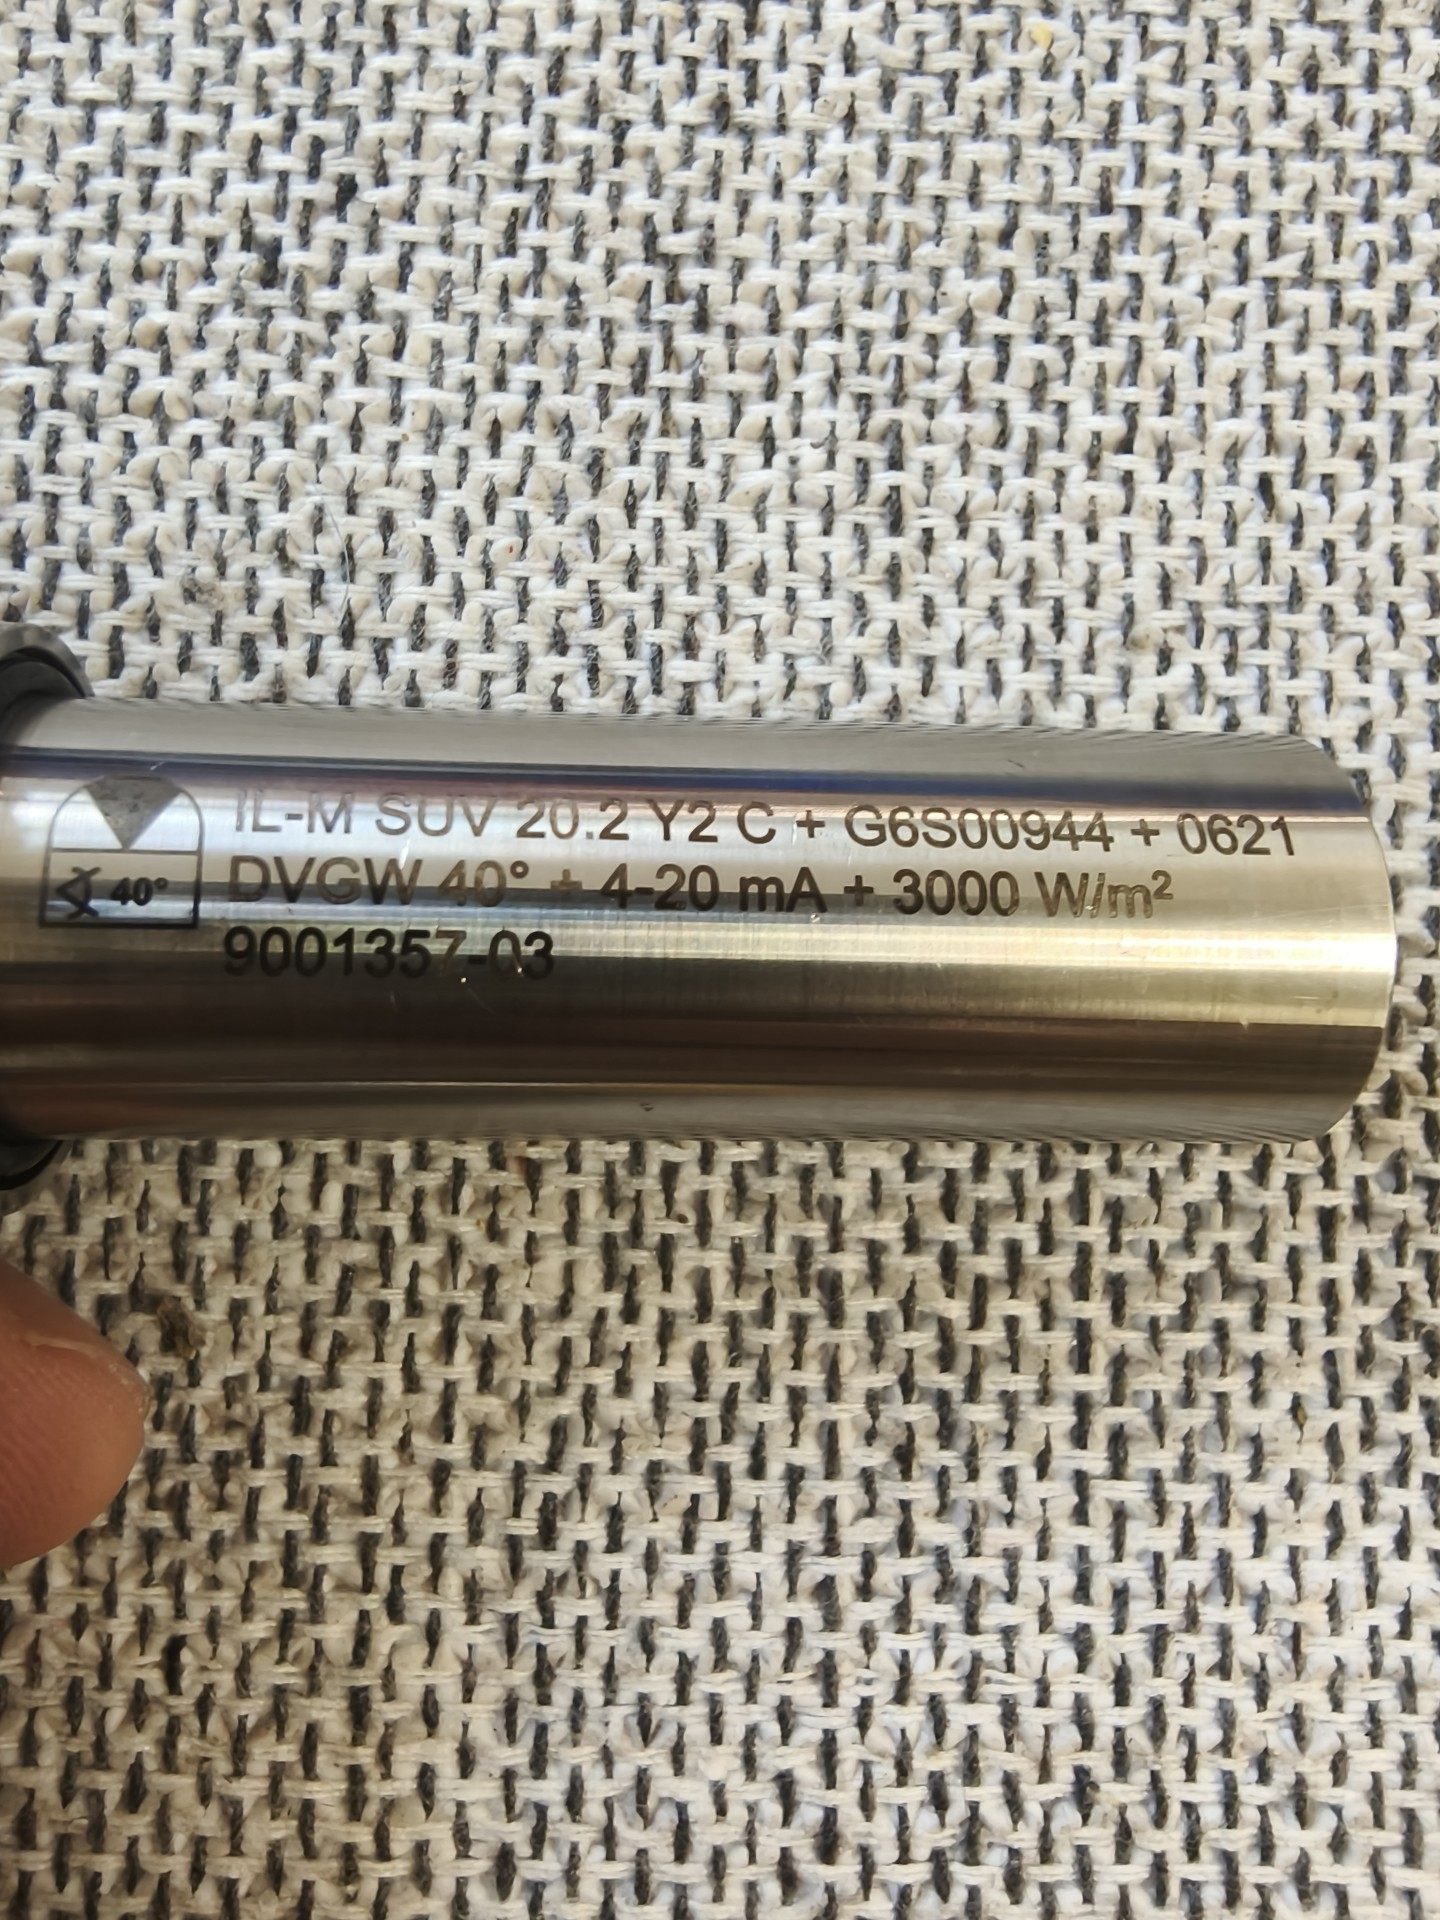 IL-M SUV 20.2 Y2 C + G6S00944 + 0621
DVGW 40° + 4-20 mA + 3000 W/m²
40°
9001357-03